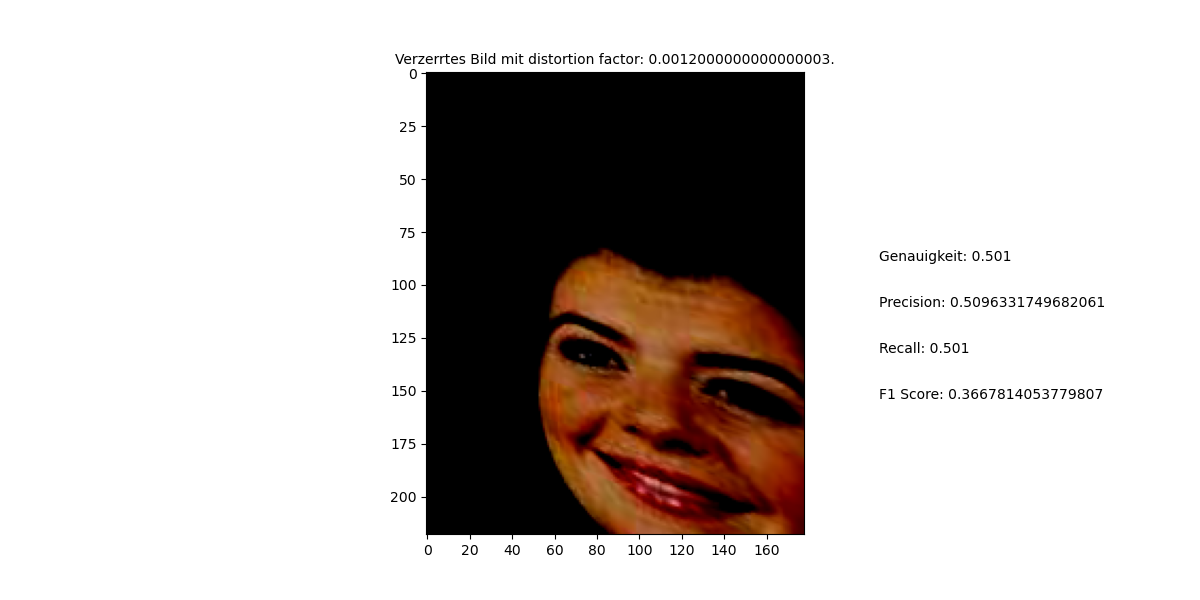 Verzerrtes Bild mit distortion factor: 0.0012000000000000003.
0
25
50
75
100
125
150
175
200
0 20 40 60 80 100 120 140 160
Genauigkeit: 0.501
Precision: 0.5096331749682061
Recall: 0.501
F1 Score: 0.3667814053779807